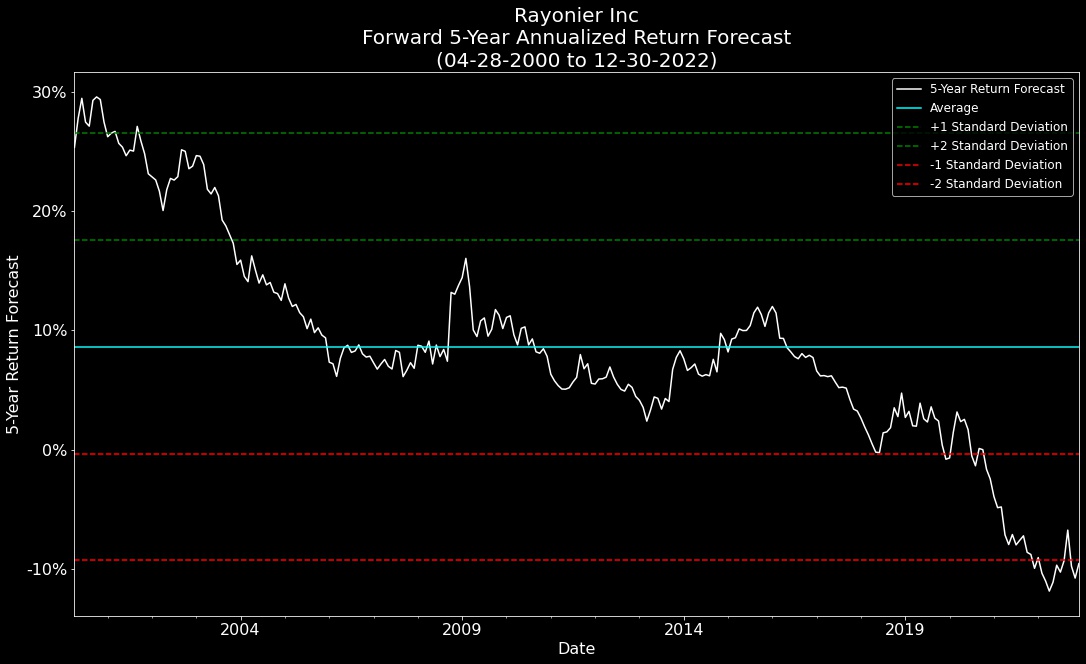 Rayonier Inc
Forward 5-Year Annualized Return Forecast
(04-28-2000 to 12-30-2022)
5-Year Return Forecast
Average
+1 Standard Deviation
+2 Standard Deviation
-1 Standard Deviation
-2 Standard Deviation
5-Year Return Forecast
30%
20%
10%
0%
-10%
2004
2009
2014
2019
Date